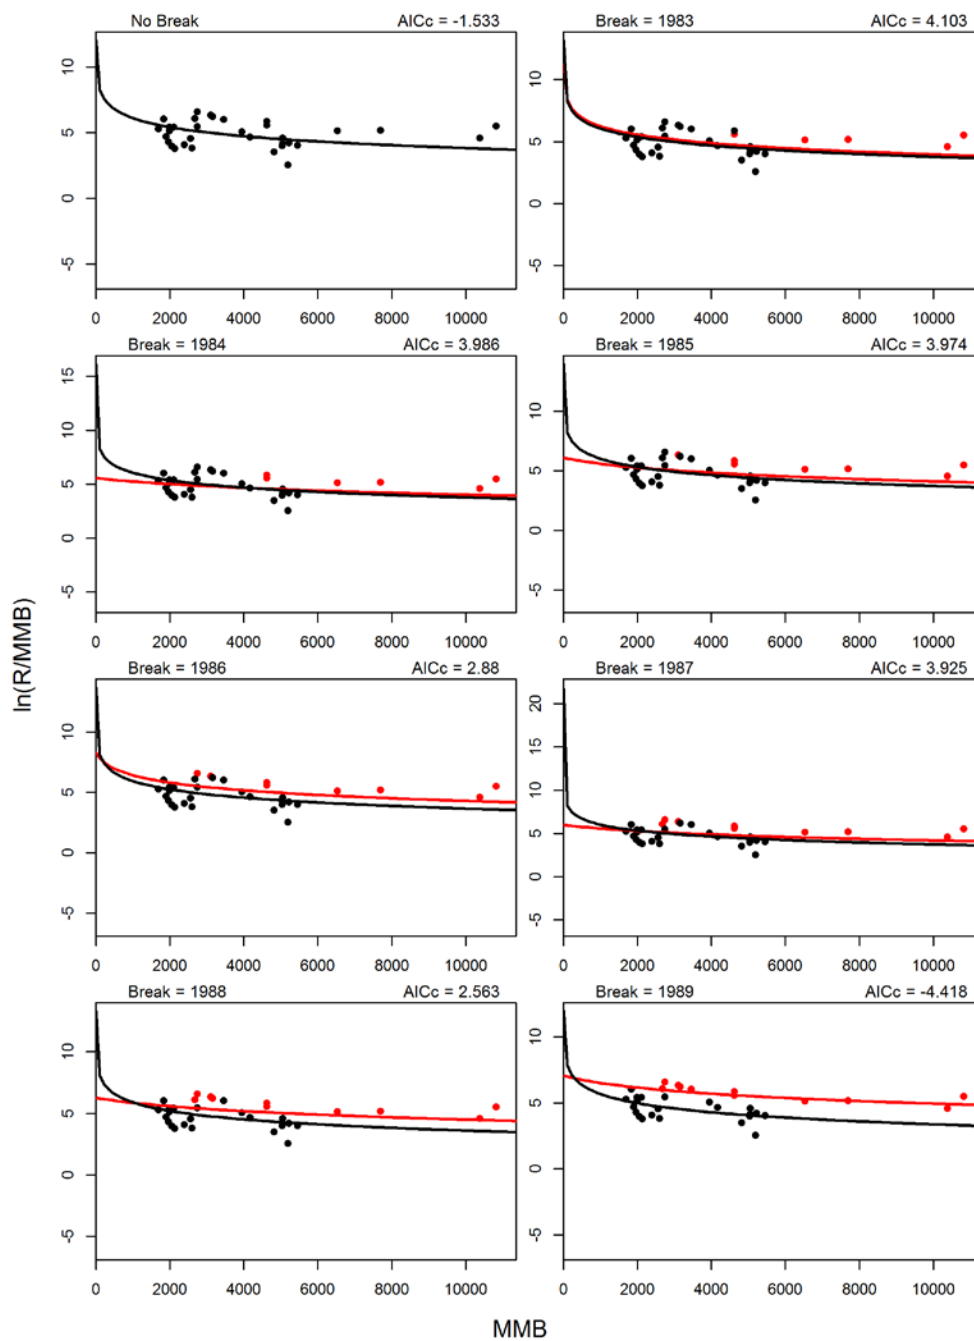 No Break AICc = -1.533
10
5
0
-5
0 2000 4000 6000 8000 10000
Break = 1983 AICc = 4.103
10
5
0
-5
0 2000 4000 6000 8000 10000
Break = 1984 AICc = 3.986
15
10
5
0
-5
0 2000 4000 6000 8000 10000
Break = 1985 AICc = 3.974
10
5
0
-5
0 2000 4000 6000 8000 10000
ln(R/MMB)
Break = 1986 AICc = 2.88
10
5
0
-5
0 2000 4000 6000 8000 10000
Break = 1987 AICc = 3.925
20
15
10
5
0
-5
0 2000 4000 6000 8000 10000
Break = 1988 AICc = 2.563
10
5
0
-5
0 2000 4000 6000 8000 10000
Break = 1989 AICc = -4.418
10
5
0
-5
0 2000 4000 6000 8000 10000
MMB